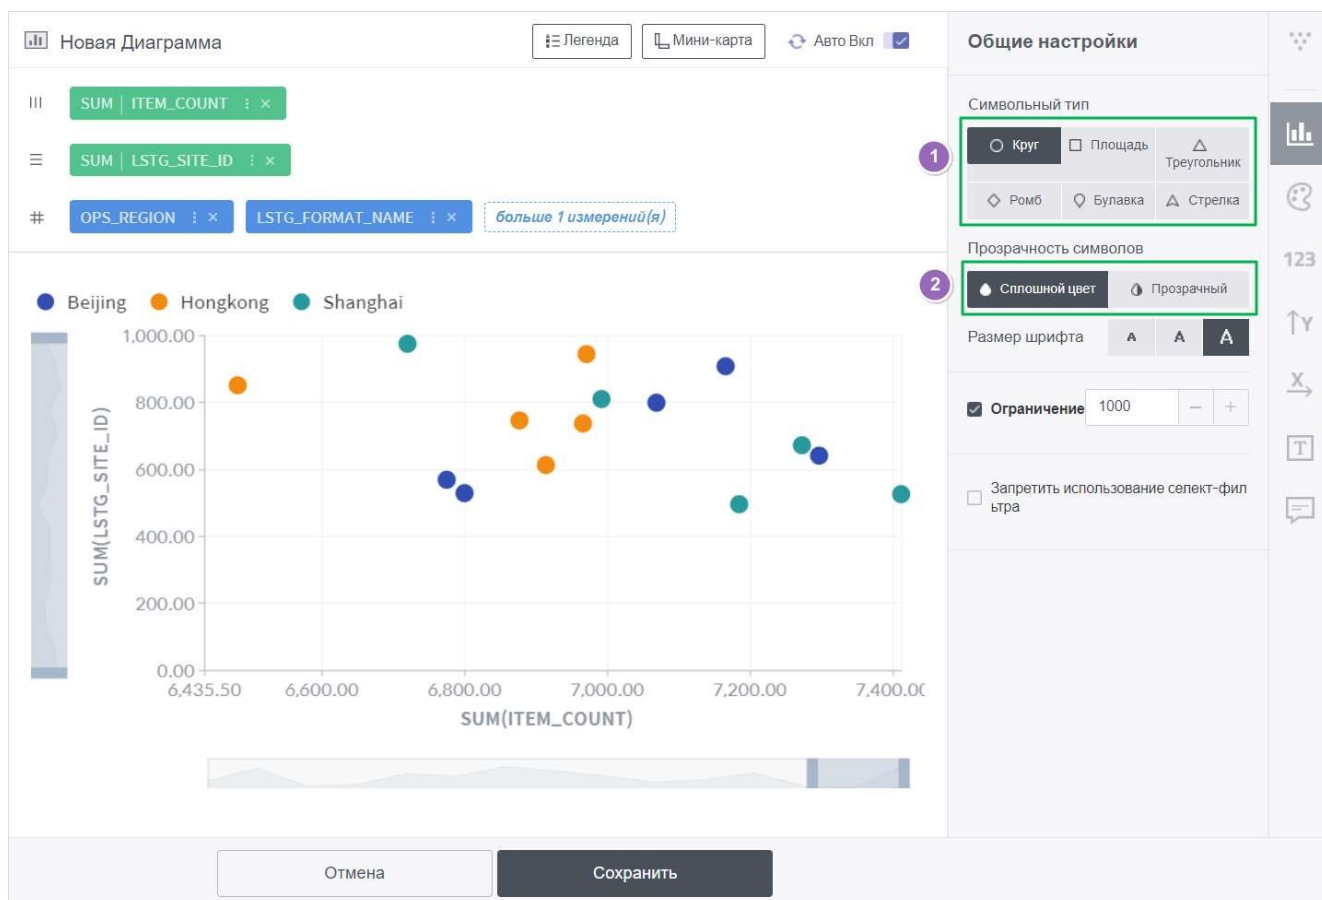 Новая Диаграмма
Легенда
Мини-карта
Авто Вкл
Общие настройки
SUM | ITEM_COUNT
SUM | LSTG_SITE_ID
OPS_REGION
LSTG_FORMAT_NAME
больше 1 измерений(я)
Символьный тип
1
Круг
Площадь
Треугольник
Ромб
Булавка
Стрелка
Прозрачность символов
2
Сплошной цвет
Прозрачный
Размер шрифта
A
A
A
Ограничение
1000
Запретить использование селект-фил
ьтра
123
Y
X
T
Beijing
Hongkong
Shanghai
1,000.00
800.00
600.00
400.00
200.00
0.00
SUM(LSTG_SITE_ID)
6,435.50
6,600.00
6,800.00
7,000.00
7,200.00
7,400.0(
SUM(ITEM_COUNT)
Отмена
Сохранить